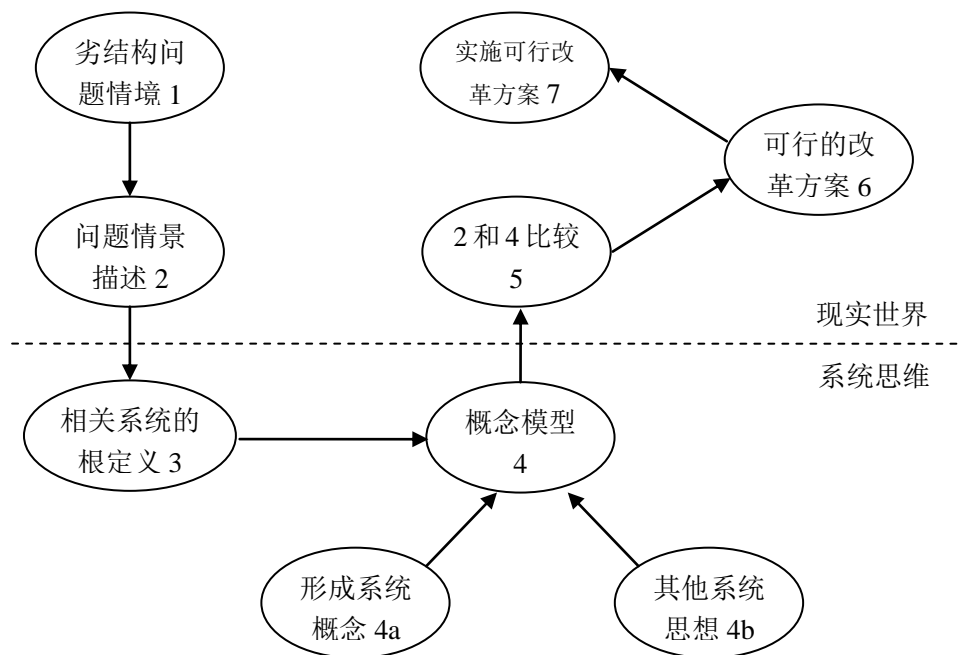 劣结构问
题情境 1
实施可行改
革方案 7
可行的改
革方案 6
问题情景
描述 2
2 和 4 比较
5
现实世界
系统思维
相关系统的
根定义 3
概念模型
4
形成系统
概念 4a
其他系统
思想 4b